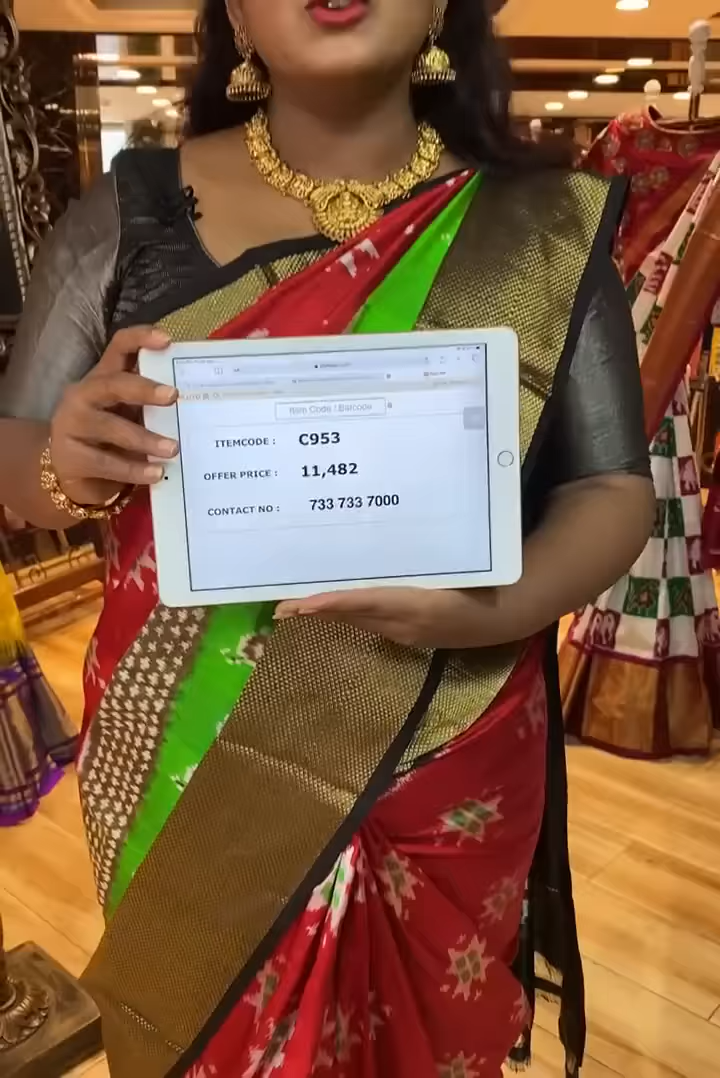 Item Code / Barcode
ITEMCODE : C953
OFFER PRICE : 11,482
CONTACT NO : 733 733 7000